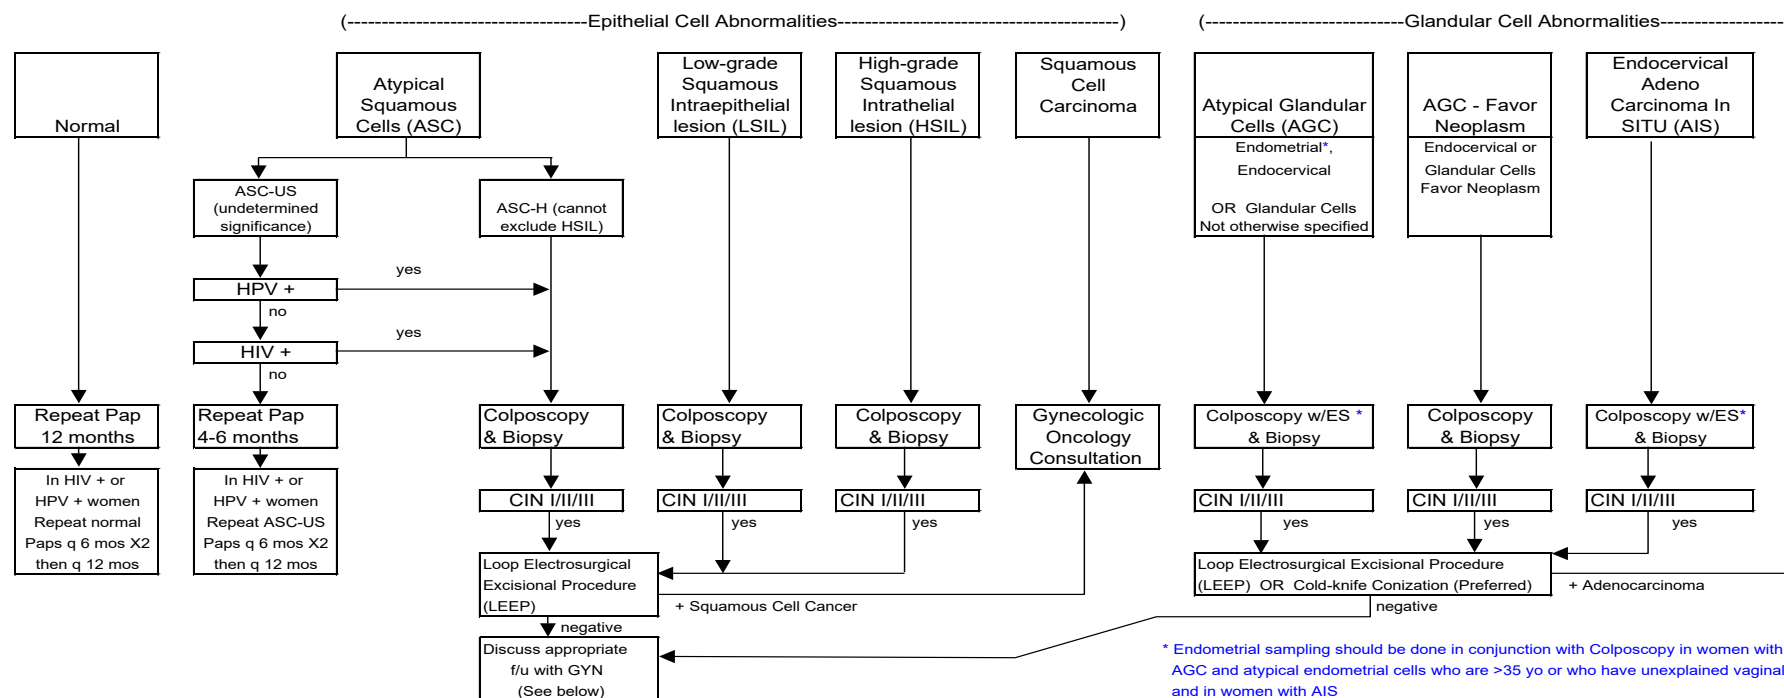 (---------------------------------Epithelial Cell Abnormalities---------------------------------------)
(---------------------------Glandular Cell Abnormalities-----------------
Normal
Atypical
Squamous
Cells (ASC)
Low-grade
Squamous
Intraepithelial
lesion (LSIL)
High-grade
Squamous
Intrathelial
lesion (HSIL)
Squamous
Cell
Carcinoma
Atypical Glandular
Cells (AGC)
Endometrial*,
Endocervical
OR Glandular Cells
Not otherwise specified
AGC - Favor
Neoplasm
Endocervical or
Glandular Cells
Favor Neoplasm
Endocervical
Adeno
Carcinoma In
SITU (AIS)
ASC-US
(undetermined
significance)
ASC-H (cannot
exclude HSIL)
HPV +
yes
no
HIV +
yes
no
Repeat Pap
12 months
Repeat Pap
4-6 months
Colposcopy
& Biopsy
Colposcopy
& Biopsy
Colposcopy
& Biopsy
Gynecologic
Oncology
Consultation
Colposcopy w/ES *
& Biopsy
Colposcopy
& Biopsy
Colposcopy w/ES*
& Biopsy
In HIV + or
HPV + women
Repeat normal
Paps q 6 mos X2
then q 12 mos
In HIV + or
HPV + women
Repeat ASC-US
Paps q 6 mos X2
then q 12 mos
CIN I/II/III
yes
CIN I/II/III
yes
CIN I/II/III
yes
CIN I/II/III
yes
CIN I/II/III
yes
CIN I/II/III
yes
Loop Electrosurgical
Excisional Procedure
(LEEP)
+ Squamous Cell Cancer
negative
Loop Electrosurgical Excisional Procedure
(LEEP) OR Cold-knife Conization (Preferred)
+ Adenocarcinoma
negative
Discuss appropriate
f/u with GYN
(See below)
* Endometrial sampling should be done in conjunction with Colposcopy in women with
AGC and atypical endometrial cells who are >35 yo or who have unexplained vaginal
and in women with AIS